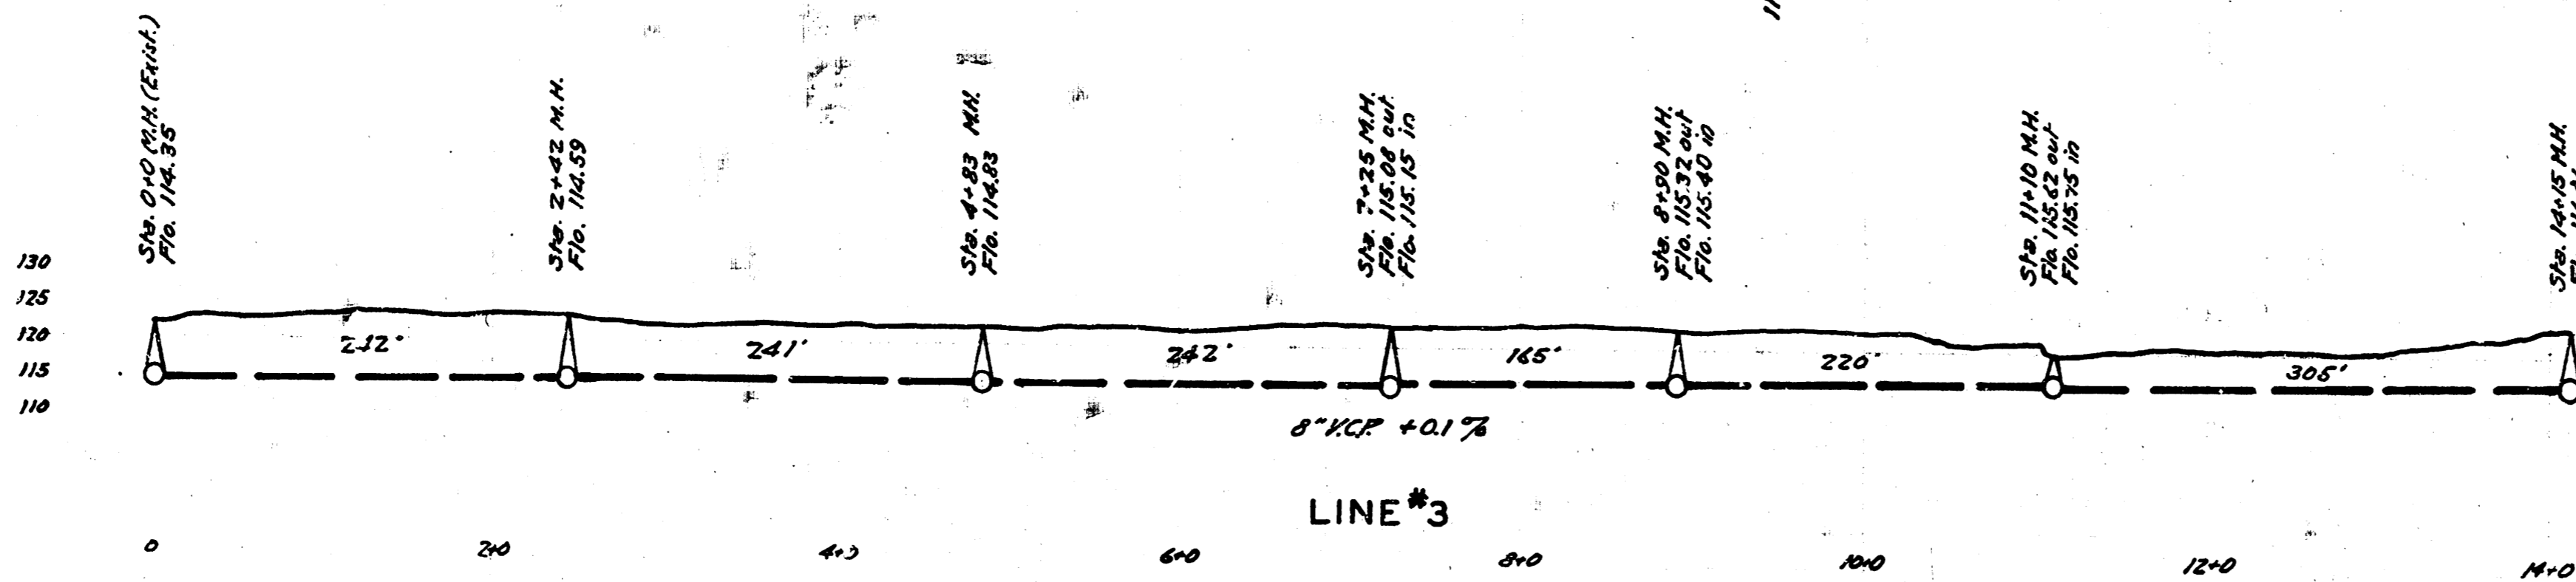 Sta. 0+0 M.H. (Exist.)
Flo. 114.35
Sta. 2+42 M.H.
Flo. 114.59
Sta. 4+83 M.H.
Flo. 114.83
Sta. 7+25 M.H.
Flo. 115.08 out
Flo. 115.15 in
Sta. 8+90 M.H.
Flo. 115.32 out
Flo. 115.40 in
Sta. 11+10 M.H.
Flo. 115.62 out
Flo. 115.75 in
Sta. 14+15 M.H.
130
125
120
115
110
242'
241'
242'
165'
220'
305'
8" V.C.P. +0.1%
LINE #3
0
2+0
4+0
6+0
8+0
10+0
12+0
14+0